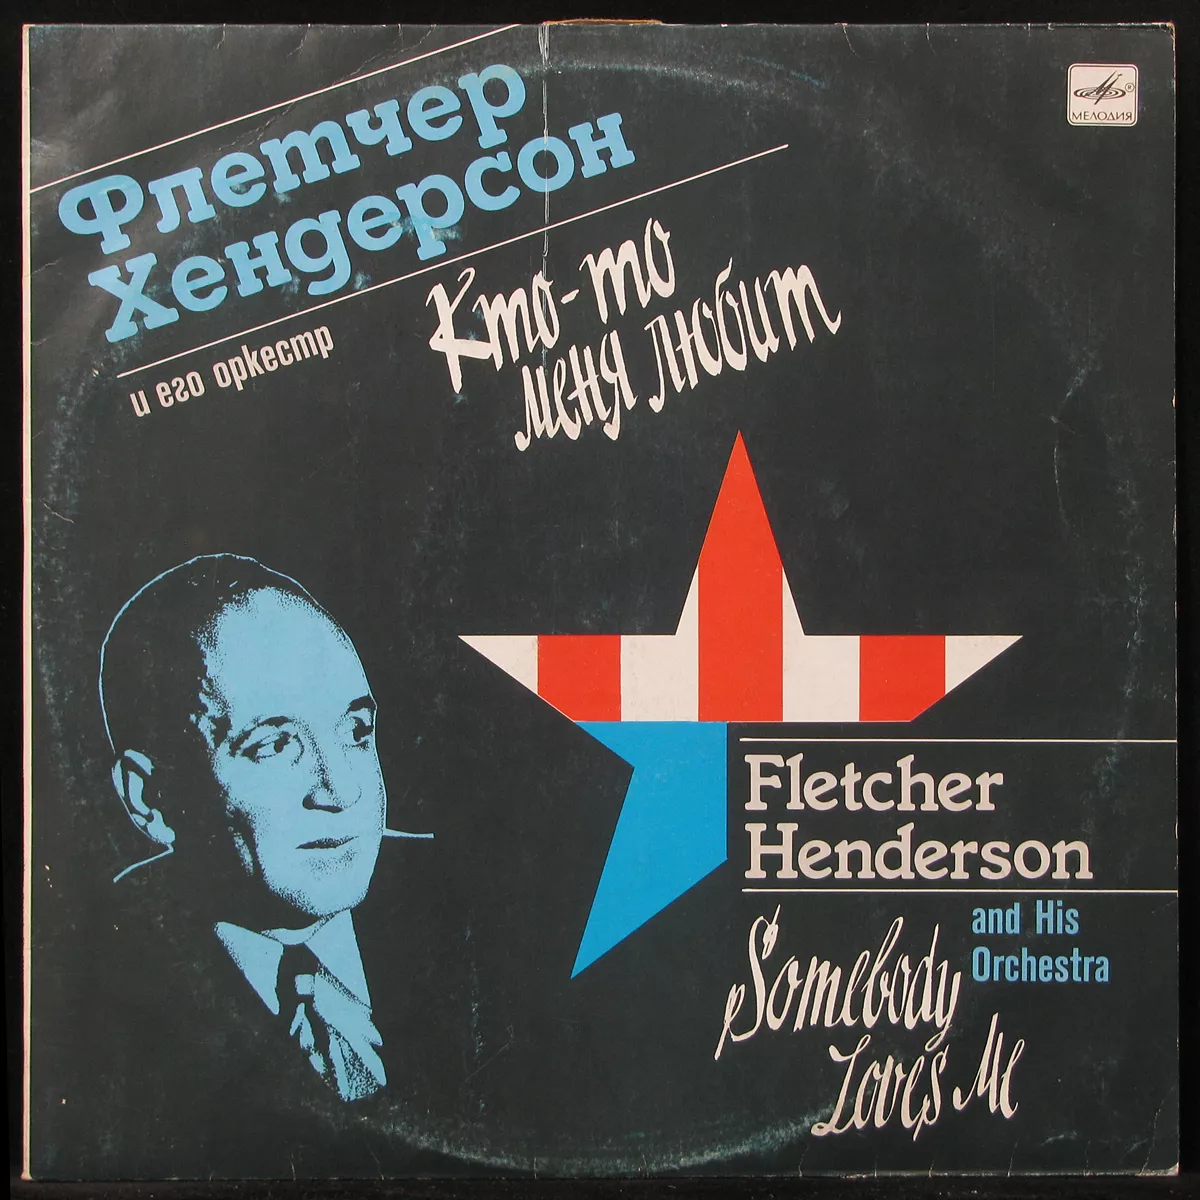 МЕЛОДИЯ
Флетчер
Хендерсон
и его оркестр
Кто-то
меня любит
Fletcher
Henderson
and His
Orchestra
Somebody
Loves Me